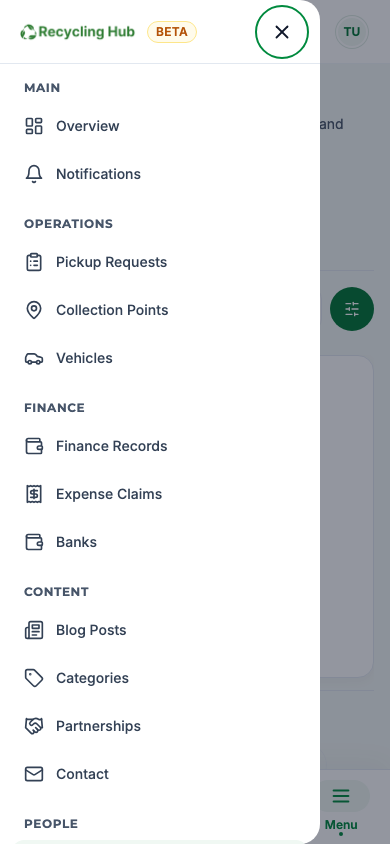 Recycling Hub BETA TU
MAIN
and
Overview
Notifications
OPERATIONS
Pickup Requests
Collection Points
Vehicles
FINANCE
Finance Records
Expense Claims
Banks
CONTENT
Blog Posts
Categories
Partnerships
Contact
PEOPLE
Menu